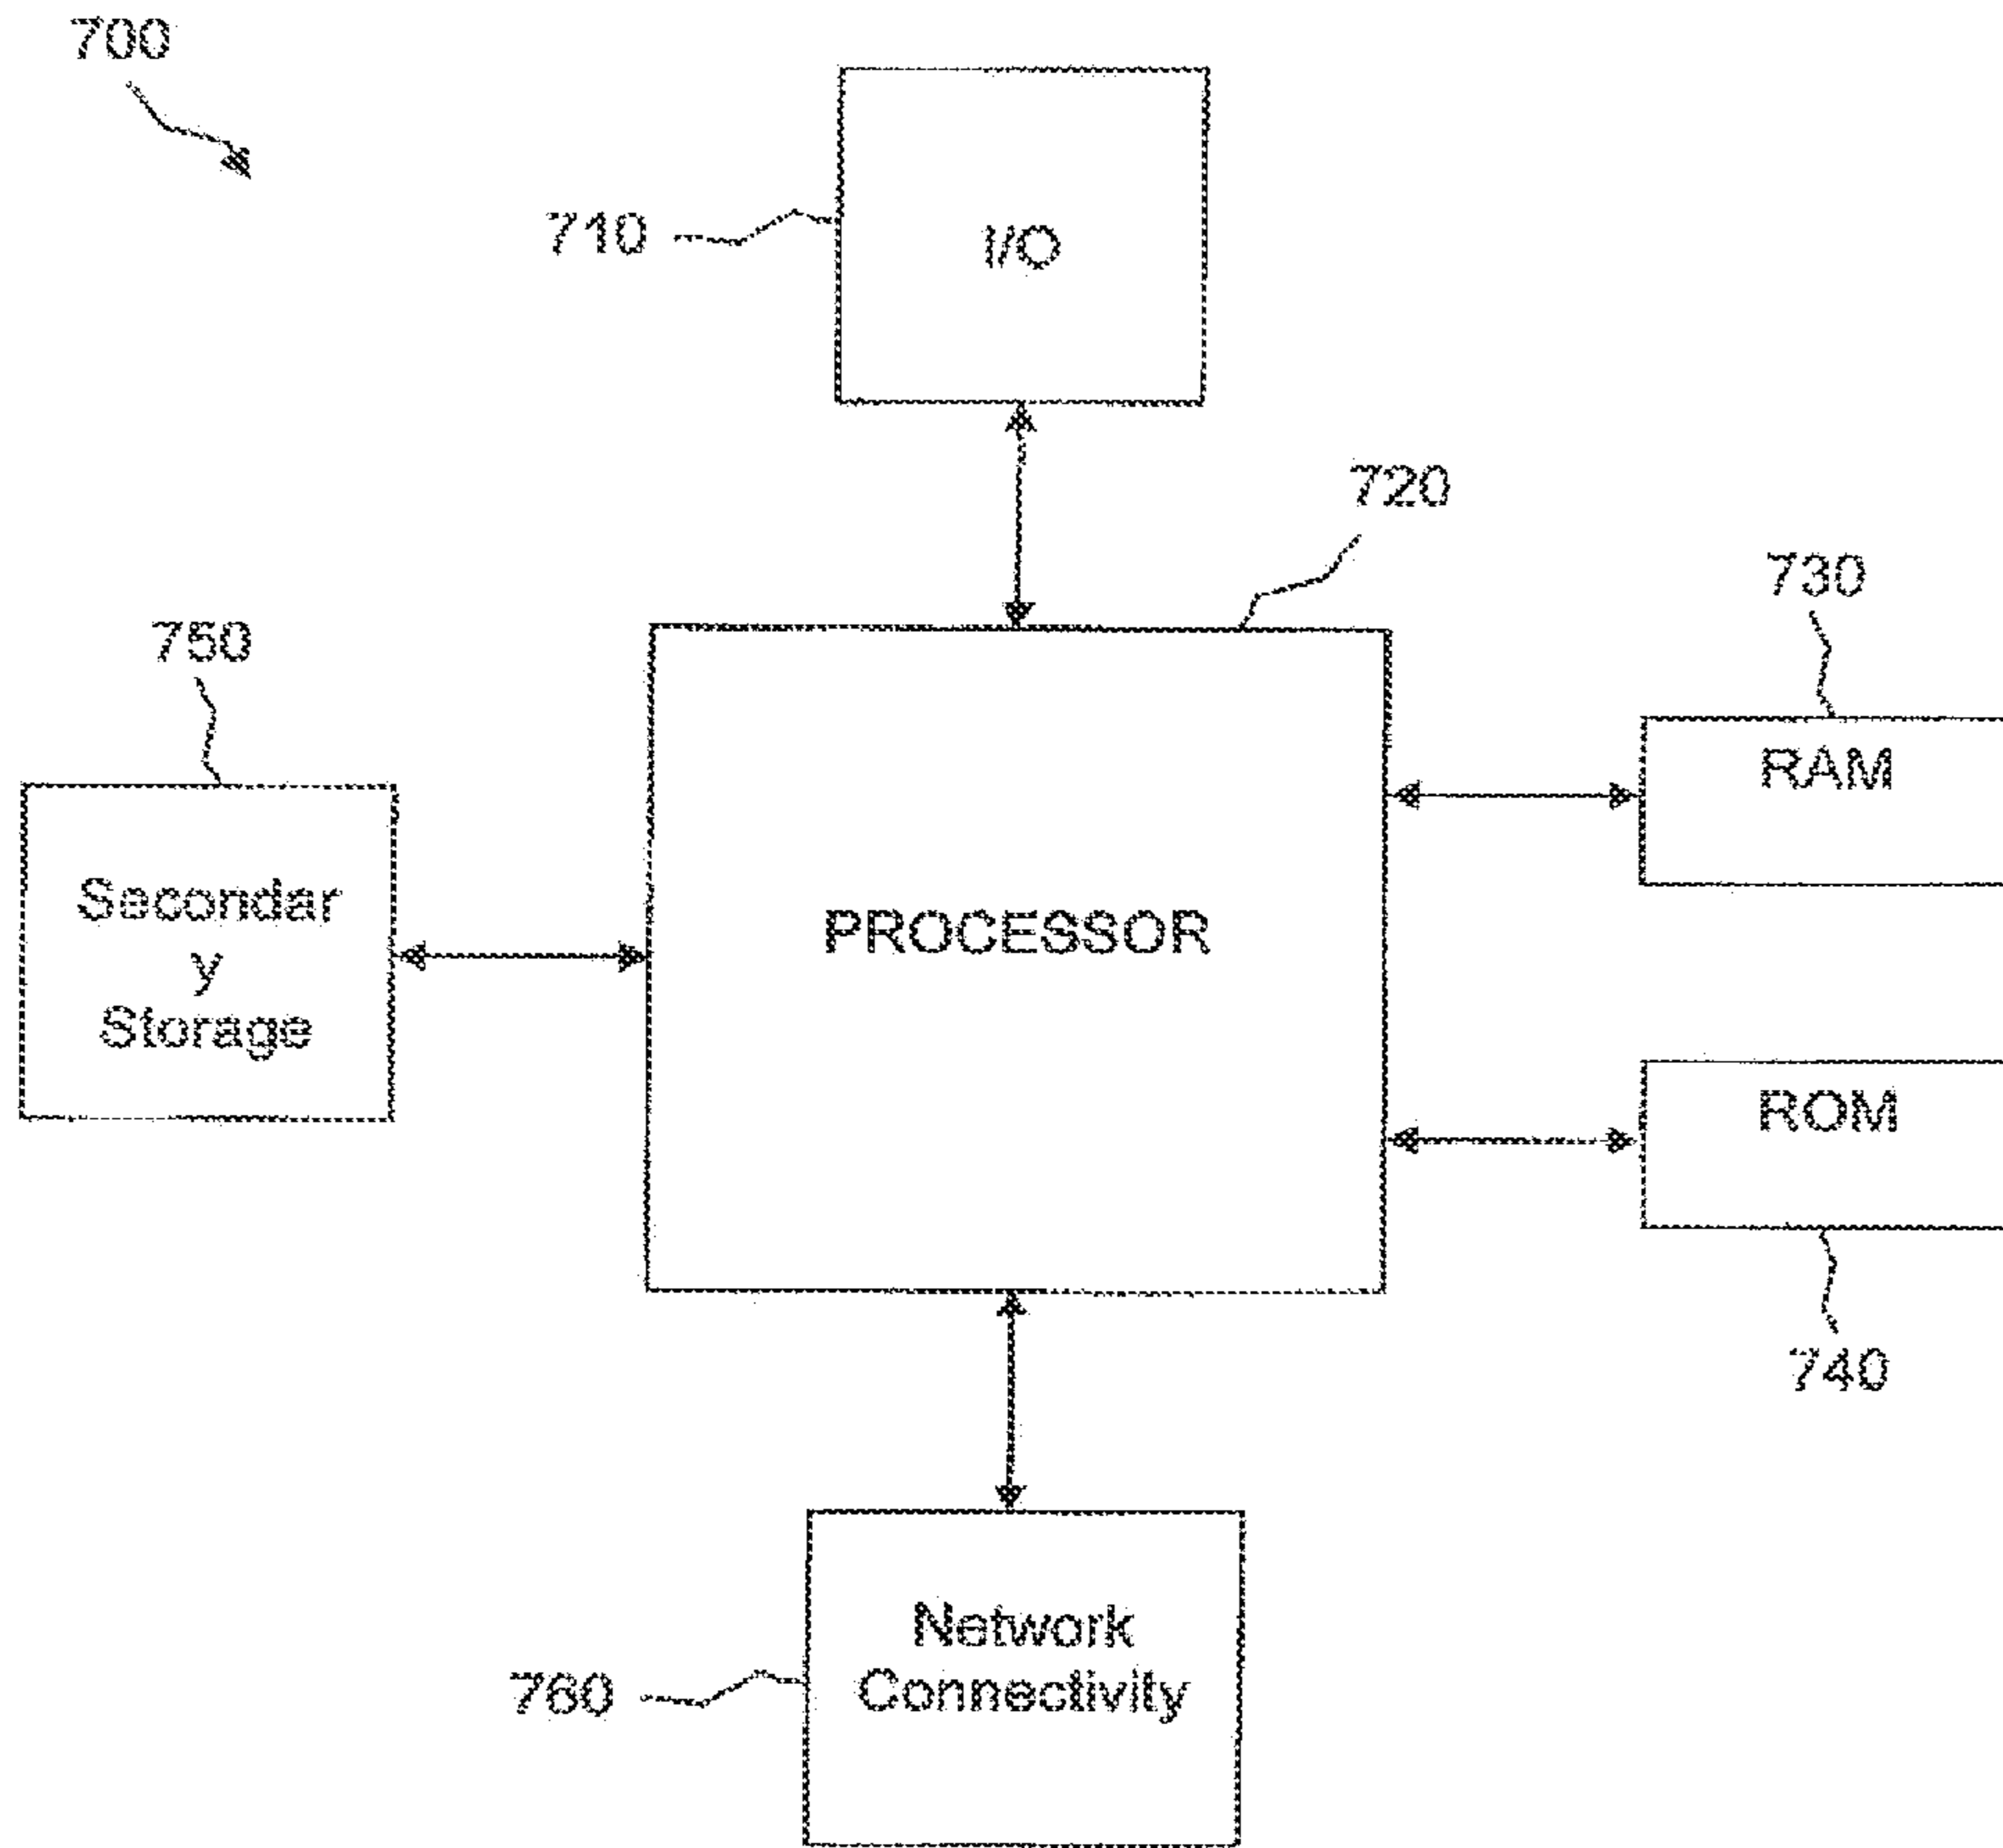 700
710
I/O
720
730
RAM
750
Secondar
y
Storage
PROCESSOR
ROM
740
Network
Connectivity
760